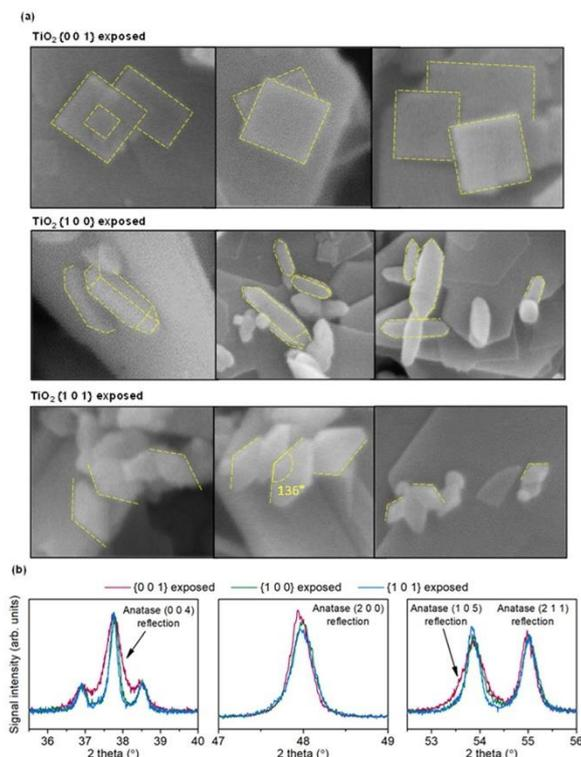 (a)
TiO2 {0 0 1} exposed
TiO2 {1 0 0} exposed
TiO2 {1 0 1} exposed
136°
(b)
{0 0 1} exposed {1 0 0} exposed {1 0 1} exposed
Signal intensity (arb. units)
Anatase (0 0 4)
reflection
36 37 38 39 40
2 theta (°)
Anatase (2 0 0)
reflection
47 48 49
2 theta (°)
Anatase (1 0 5)
reflection
Anatase (2 1 1)
reflection
53 54 55 56
2 theta (°)